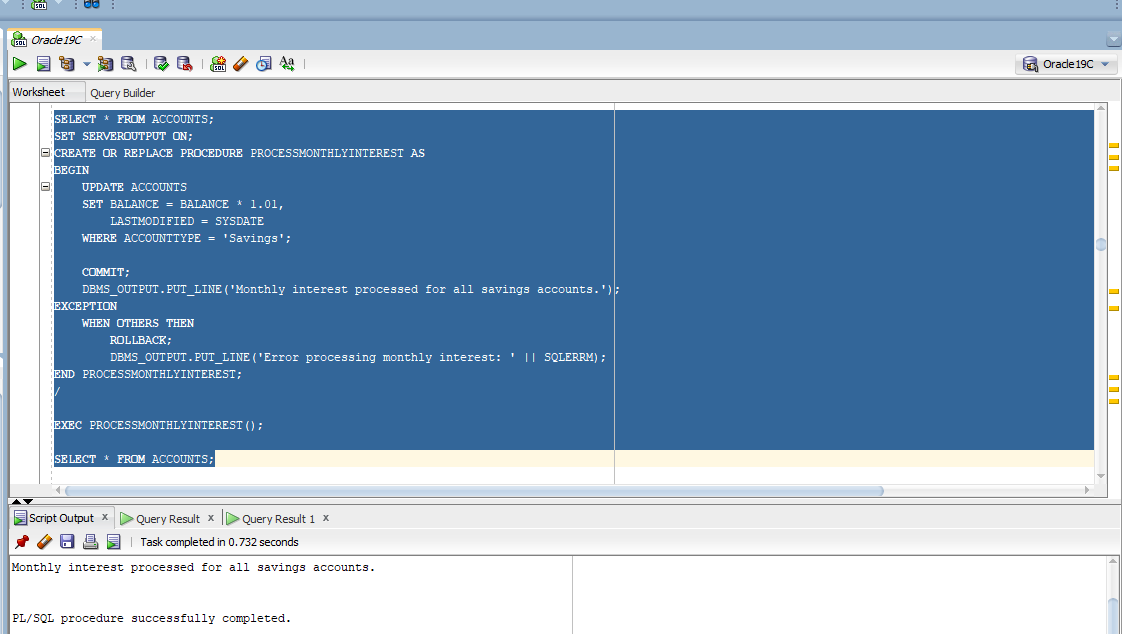 SQL
Oracle19C
SQL
Aa
Oracle19C
Worksheet
Query Builder
SELECT * FROM ACCOUNTS;
SET SERVEROUTPUT ON;
CREATE OR REPLACE PROCEDURE PROCESSMONTHLYINTEREST AS
BEGIN
    UPDATE ACCOUNTS
    SET BALANCE = BALANCE * 1.01,
        LASTMODIFIED = SYSDATE
    WHERE ACCOUNTTYPE = 'Savings';
    COMMIT;
    DBMS_OUTPUT.PUT_LINE('Monthly interest processed for all savings accounts.');
EXCEPTION
    WHEN OTHERS THEN
        ROLLBACK;
        DBMS_OUTPUT.PUT_LINE('Error processing monthly interest: ' || SQLERRM);
END PROCESSMONTHLYINTEREST;
/
EXEC PROCESSMONTHLYINTEREST();
SELECT * FROM ACCOUNTS;
Script Output x Query Result x Query Result 1 x
Task completed in 0.732 seconds
Monthly interest processed for all savings accounts.
PL/SQL procedure successfully completed.